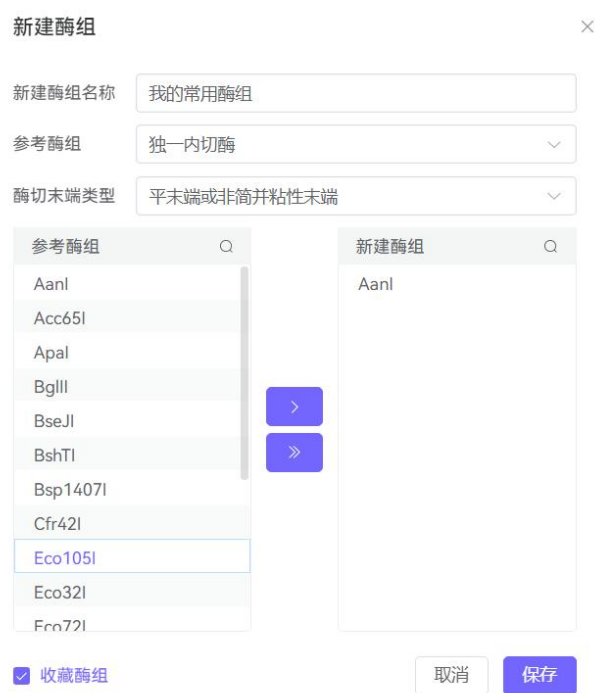 新建酶组
新建酶组名称 我的常用酶组
参考酶组 独一内切酶
酶切末端类型 平末端或非简并粘性末端
参考酶组
AanI
Acc65I
ApaI
BglII
BseJI
BshTI
Bsp1407I
Cfr42I
Eco105I
Eco32I
Eco72I
新建酶组
AanI
收藏酶组
取消
保存